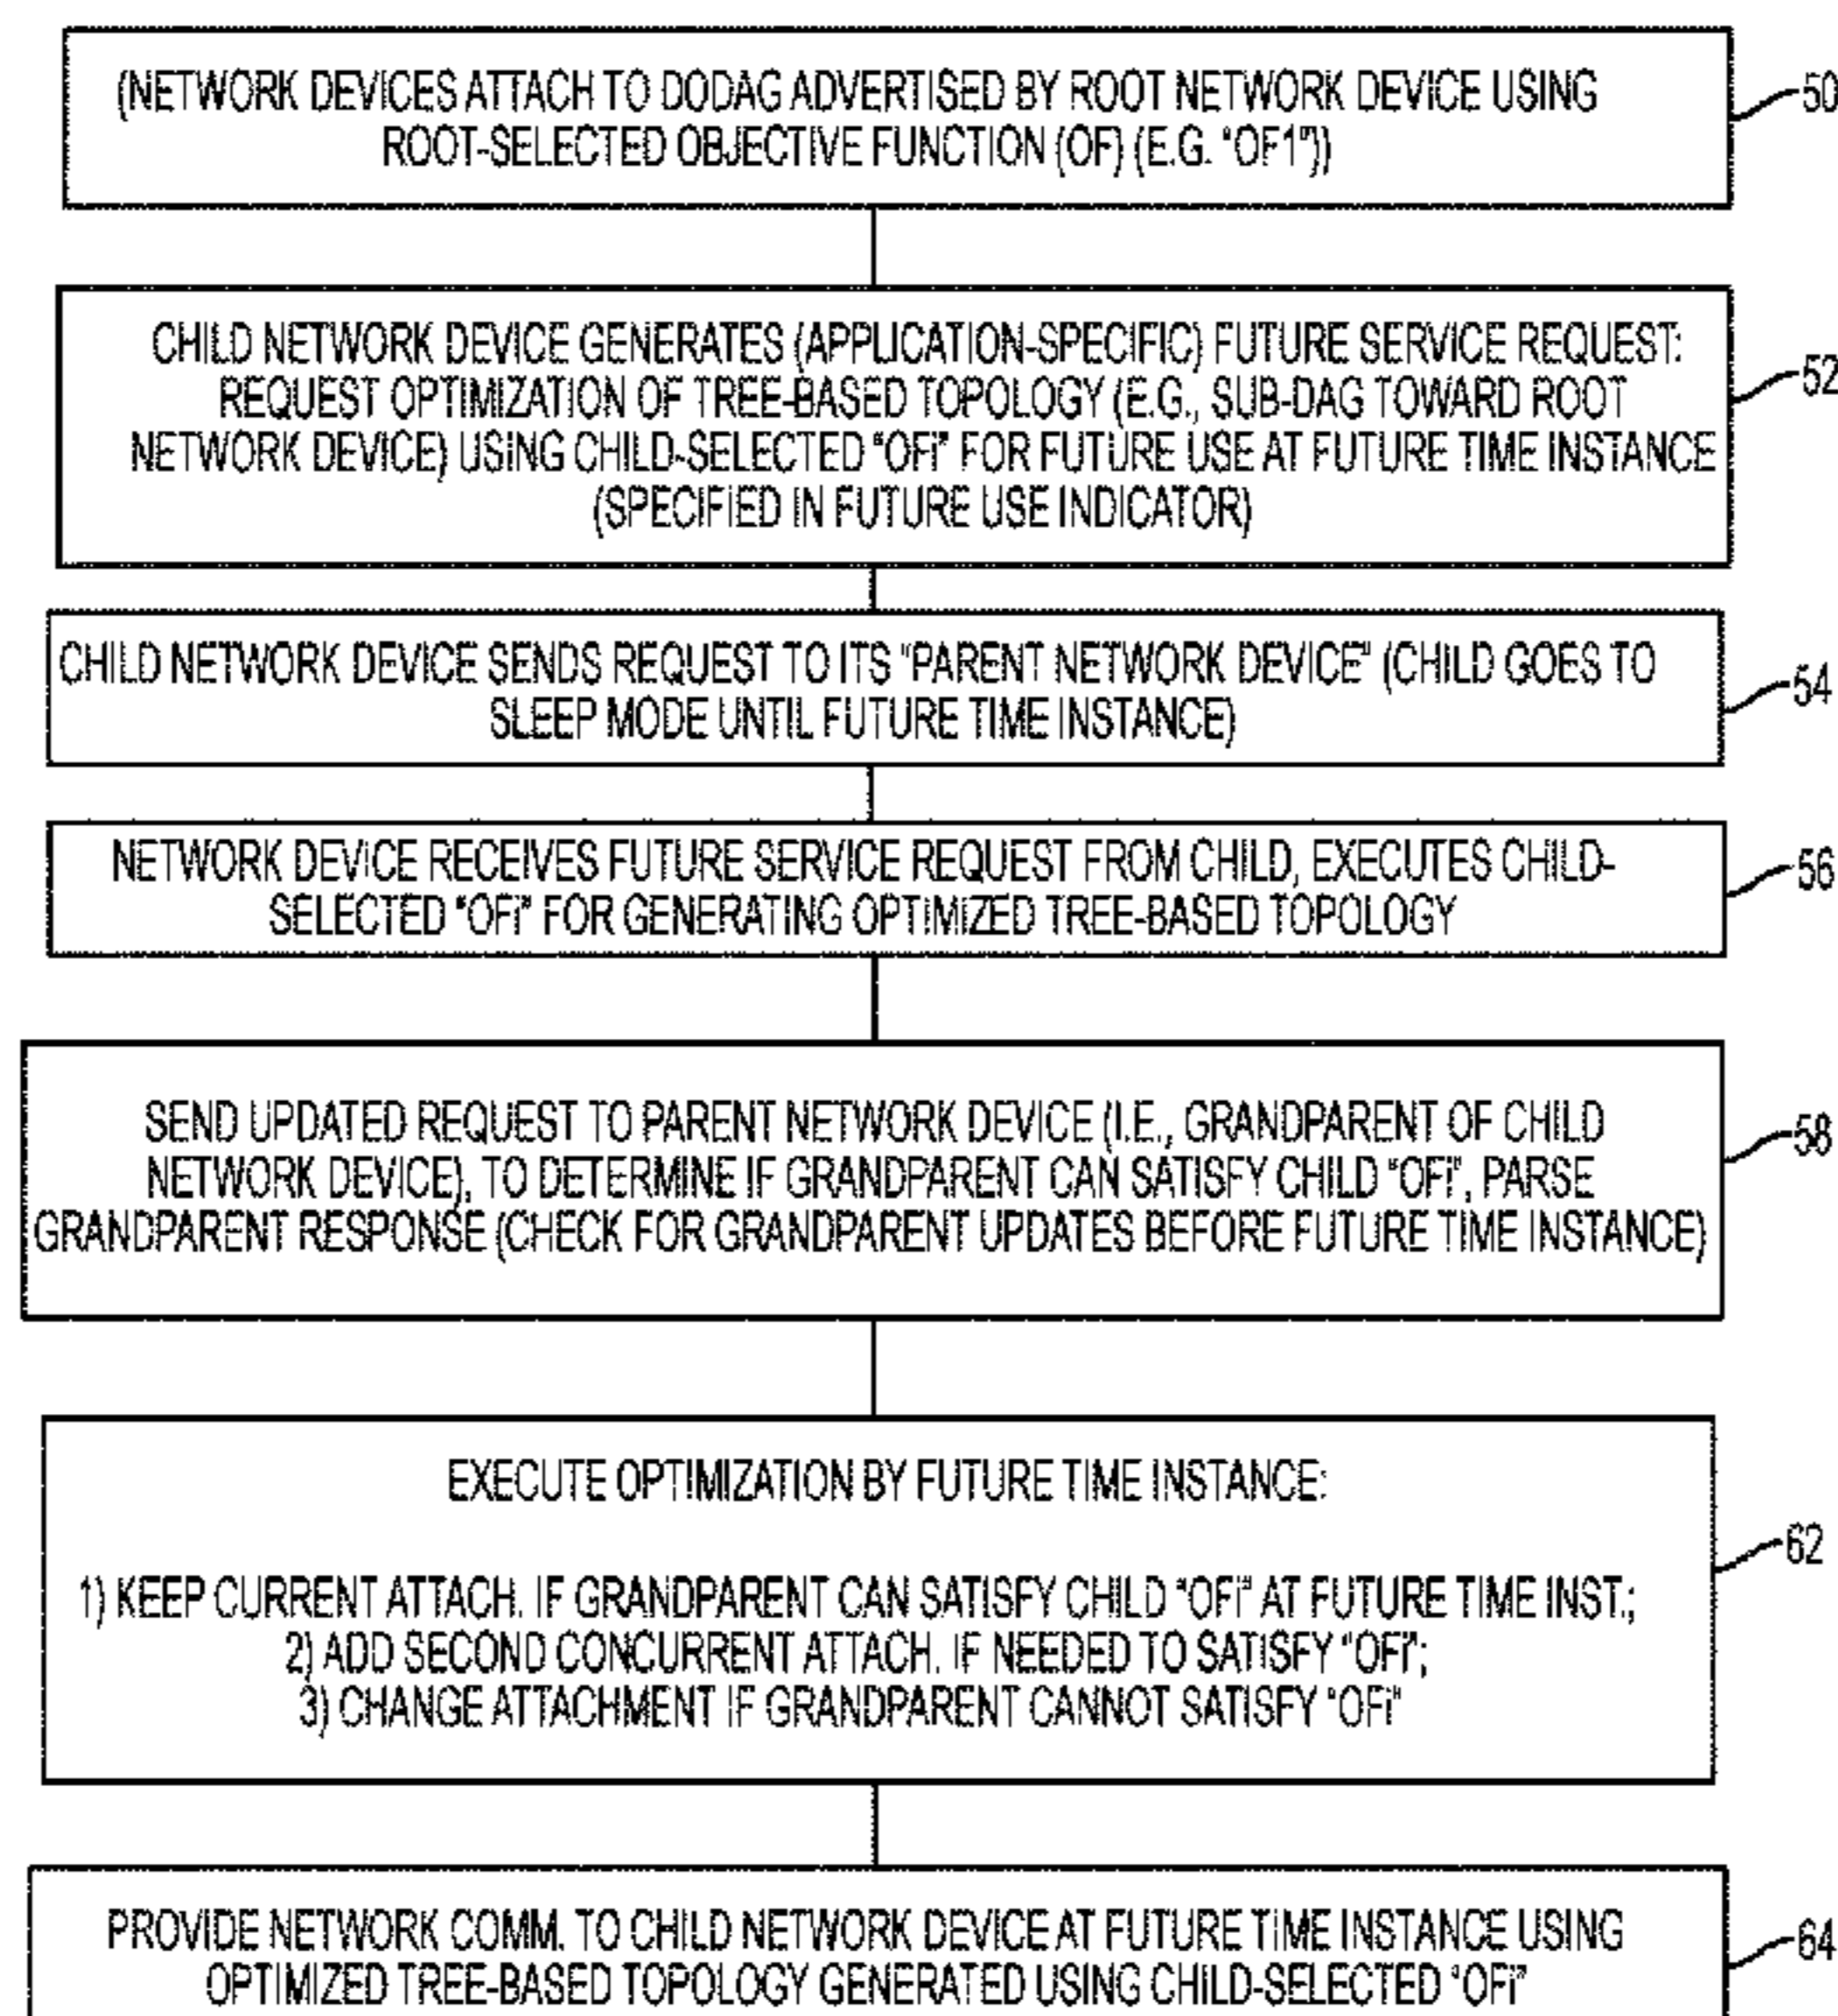 (NETWORK DEVICES ATTACH TO DODAG ADVERTISED BY ROOT NETWORK DEVICE USING
ROOT-SELECTED OBJECTIVE FUNCTION (OF) (E.G. "OF1"))
50
CHILD NETWORK DEVICE GENERATES (APPLICATION-SPECIFIC) FUTURE SERVICE REQUEST:
REQUEST OPTIMIZATION OF TREE-BASED TOPOLOGY (E.G., SUB-DAG TOWARD ROOT
NETWORK DEVICE) USING CHILD-SELECTED "OFi" FOR FUTURE USE AT FUTURE TIME INSTANCE
(SPECIFIED IN FUTURE USE INDICATOR)
52
CHILD NETWORK DEVICE SENDS REQUEST TO ITS "PARENT NETWORK DEVICE" (CHILD GOES TO
SLEEP MODE UNTIL FUTURE TIME INSTANCE)
54
NETWORK DEVICE RECEIVES FUTURE SERVICE REQUEST FROM CHILD, EXECUTES CHILD-
SELECTED "OFi" FOR GENERATING OPTIMIZED TREE-BASED TOPOLOGY
56
SEND UPDATED REQUEST TO PARENT NETWORK DEVICE (I.E., GRANDPARENT OF CHILD
NETWORK DEVICE), TO DETERMINE IF GRANDPARENT CAN SATISFY CHILD "OFi", PARSE
GRANDPARENT RESPONSE (CHECK FOR GRANDPARENT UPDATES BEFORE FUTURE TIME INSTANCE)
58
EXECUTE OPTIMIZATION BY FUTURE TIME INSTANCE:
1) KEEP CURRENT ATTACH. IF GRANDPARENT CAN SATISFY CHILD "OFi" AT FUTURE TIME INST.;
2) ADD SECOND CONCURRENT ATTACH. IF NEEDED TO SATISFY "OFi";
3) CHANGE ATTACHMENT IF GRANDPARENT CANNOT SATISFY "OFi"
62
PROVIDE NETWORK COMM. TO CHILD NETWORK DEVICE AT FUTURE TIME INSTANCE USING
OPTIMIZED TREE-BASED TOPOLOGY GENERATED USING CHILD-SELECTED "OFi"
64